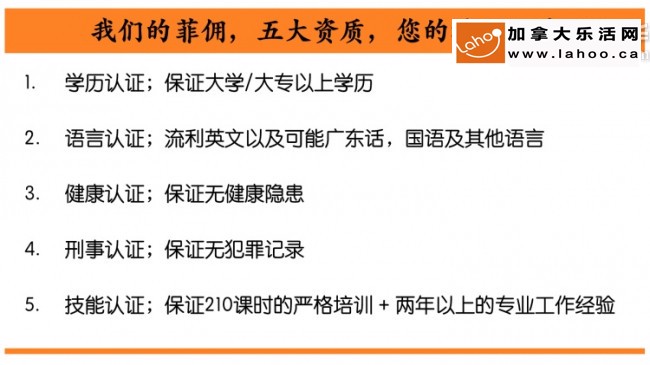 我们的菲佣，五大资质，您的
Lahoo
加拿大乐活网
www.lahoo.ca
1. 学历认证；保证大学/大专以上学历
2. 语言认证；流利英文以及可能广东话，国语及其他语言
3. 健康认证；保证无健康隐患
4. 刑事认证；保证无犯罪记录
5. 技能认证；保证210课时的严格培训 + 两年以上的专业工作经验